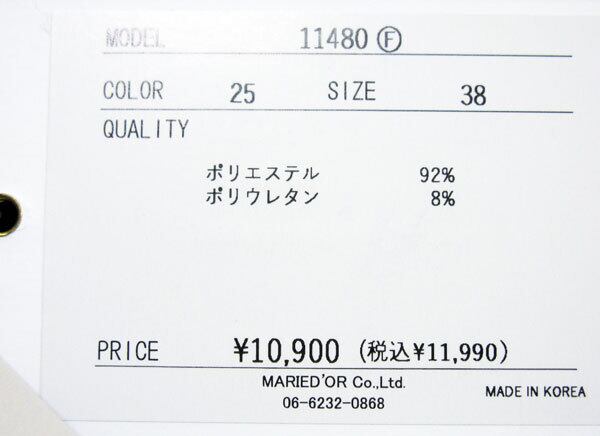 MODEL 11480 Ⓕ
COLOR 25 SIZE 38
QUALITY
ポリエステル 92%
ポリウレタン 8%
PRICE ¥10,900 (税込¥11,990)
MARIED'OR Co.,Ltd.
MADE IN KOREA
06-6232-0868